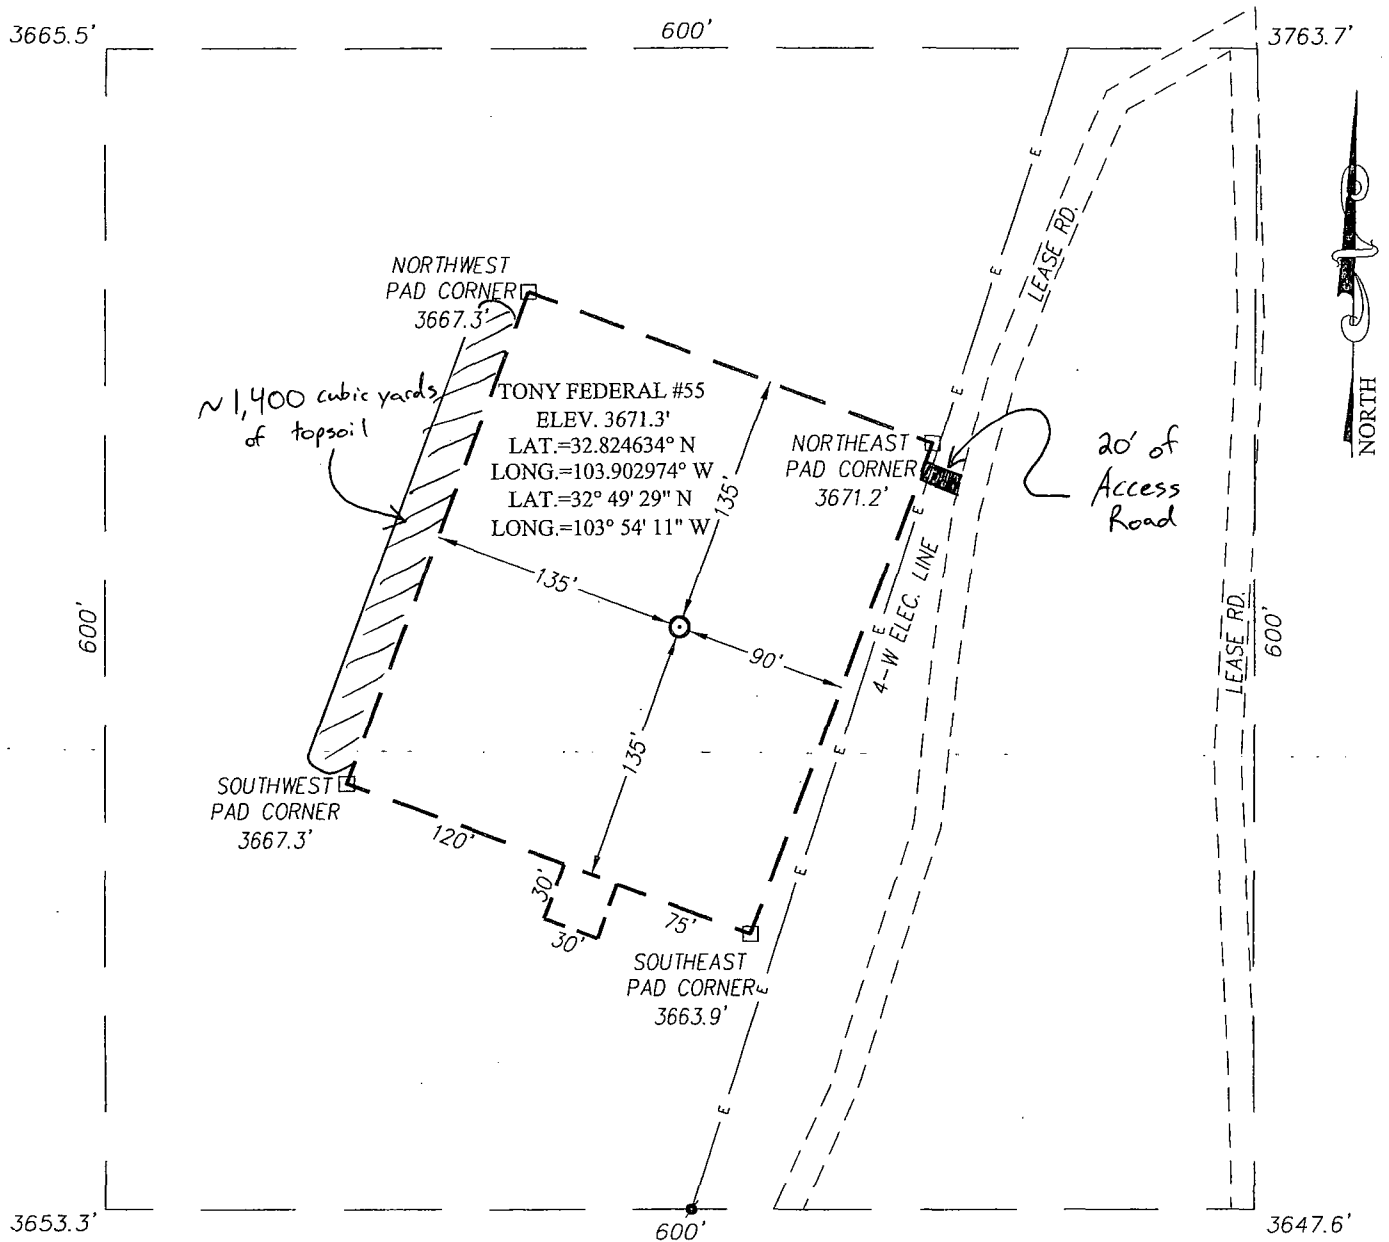 3665.5'
600'
3763.7'
NORTH
NORTHWEST
PAD CORNER
3667.3'
~1,400 cubic yards
of topsoil
TONY FEDERAL #55
ELEV. 3671.3'
LAT.=32.824634° N
LONG.=103.902974° W
LAT.=32° 49' 29" N
LONG.=103° 54' 11" W
NORTHEAST
PAD CORNER
3671.2'
20' of
Access
Road
E
E
E
LEASE RD.
135'
135'
90'
135'
E
E
4-W ELEC. LINE
E
E
E
E
600'
LEASE RD.
600'
SOUTHWEST
PAD CORNER
3667.3'
120'
30'
30'
75'
SOUTHEAST
PAD CORNER
3663.9'
3653.3'
600'
3647.6'